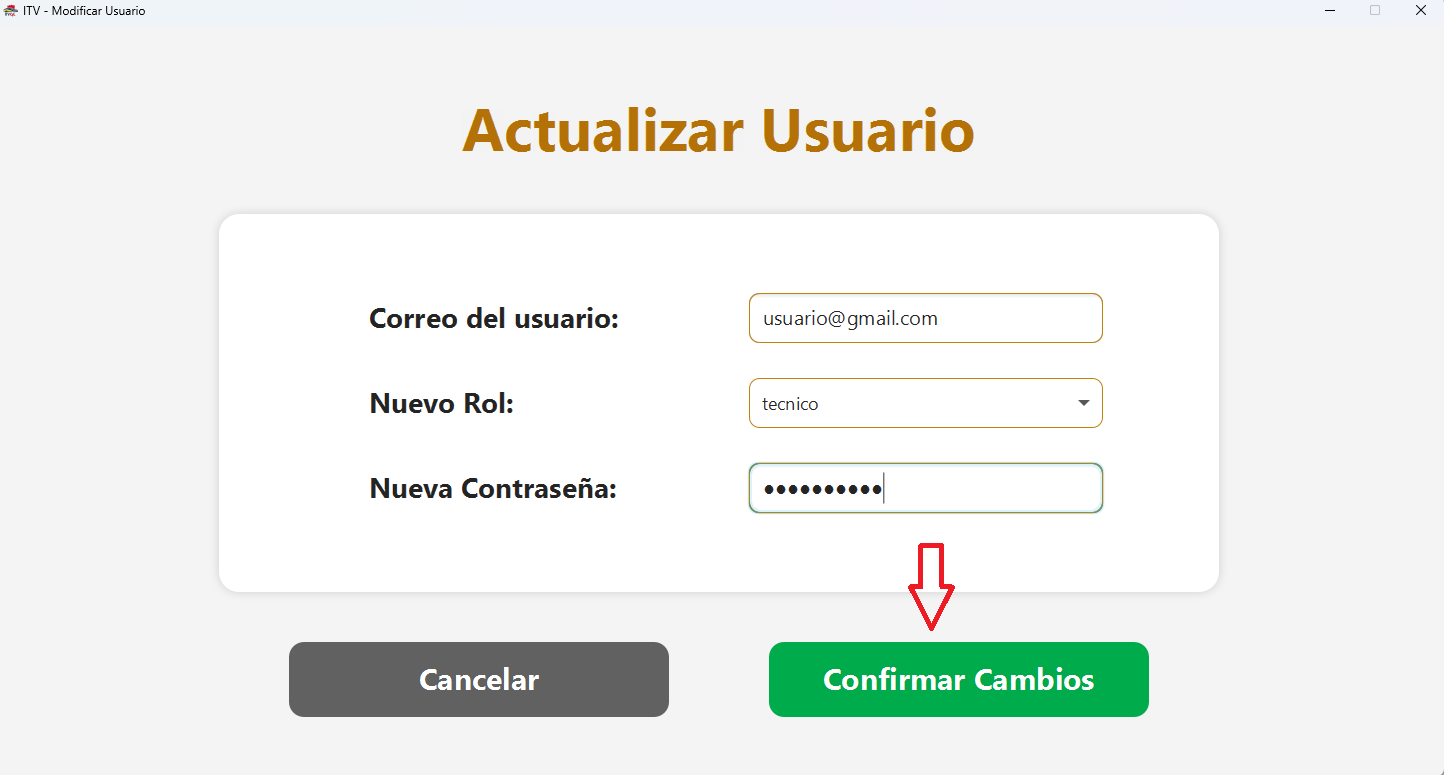 ITV - Modificar Usuario
Actualizar Usuario
Correo del usuario: usuario@gmail.com
Nuevo Rol: tecnico
Nueva Contraseña: ••••••••••
Cancelar Confirmar Cambios